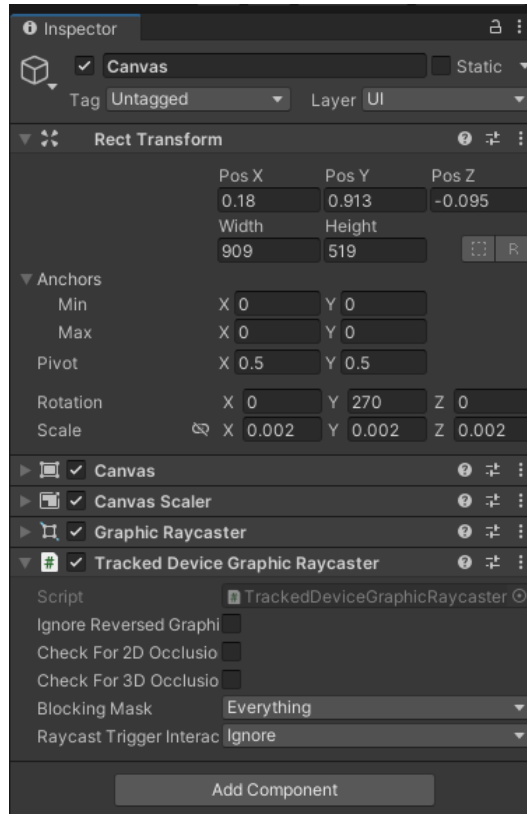 Inspector
Canvas Static
Tag Untagged Layer UI
Rect Transform
Pos X Pos Y Pos Z
0.18 0.913 -0.095
Width Height
909 519
R
Anchors
Min X 0 Y 0
Max X 0 Y 0
Pivot X 0.5 Y 0.5
Rotation X 0 Y 270 Z 0
Scale X 0.002 Y 0.002 Z 0.002
Canvas
Canvas Scaler
Graphic Raycaster
# Tracked Device Graphic Raycaster
Script # TrackedDeviceGraphicRaycaster
Ignore Reversed Graphi
Check For 2D Occlusio
Check For 3D Occlusio
Blocking Mask Everything
Raycast Trigger Interac Ignore
Add Component